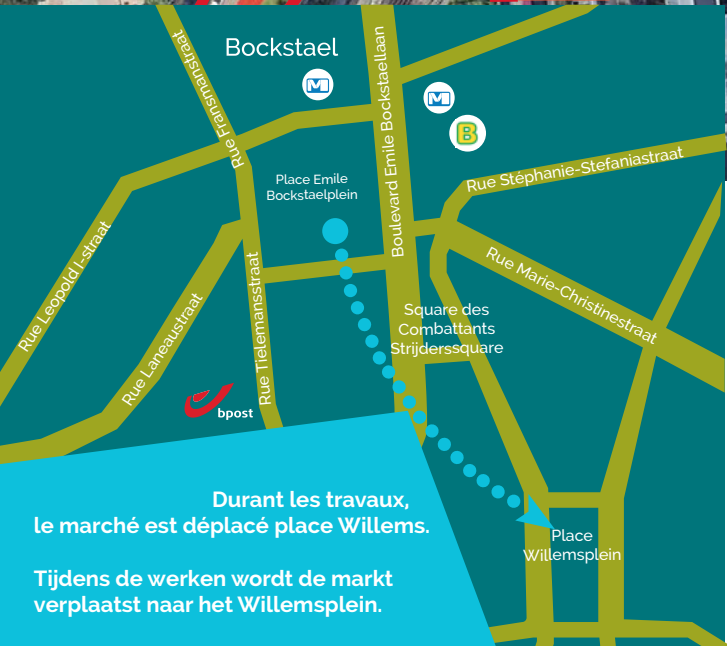 Bockstael
M
M
B
Rue Fransmanstraat
Boulevard Emile Bockstaellaan
Place Emile
Bockstaelplein
Rue Stéphanie-Stefaniastraat
Rue Leopold I-straat
Rue Laneaustraat
Rue Tielemansstraat
Rue Marie-Christinestraat
Square des
Combattants
Strijderssquare
bpost
Durant les travaux,
le marché est déplacé place Willems.
Tijdens de werken wordt de markt
verplaatst naar het Willemsplein.
Place
Willemsplein